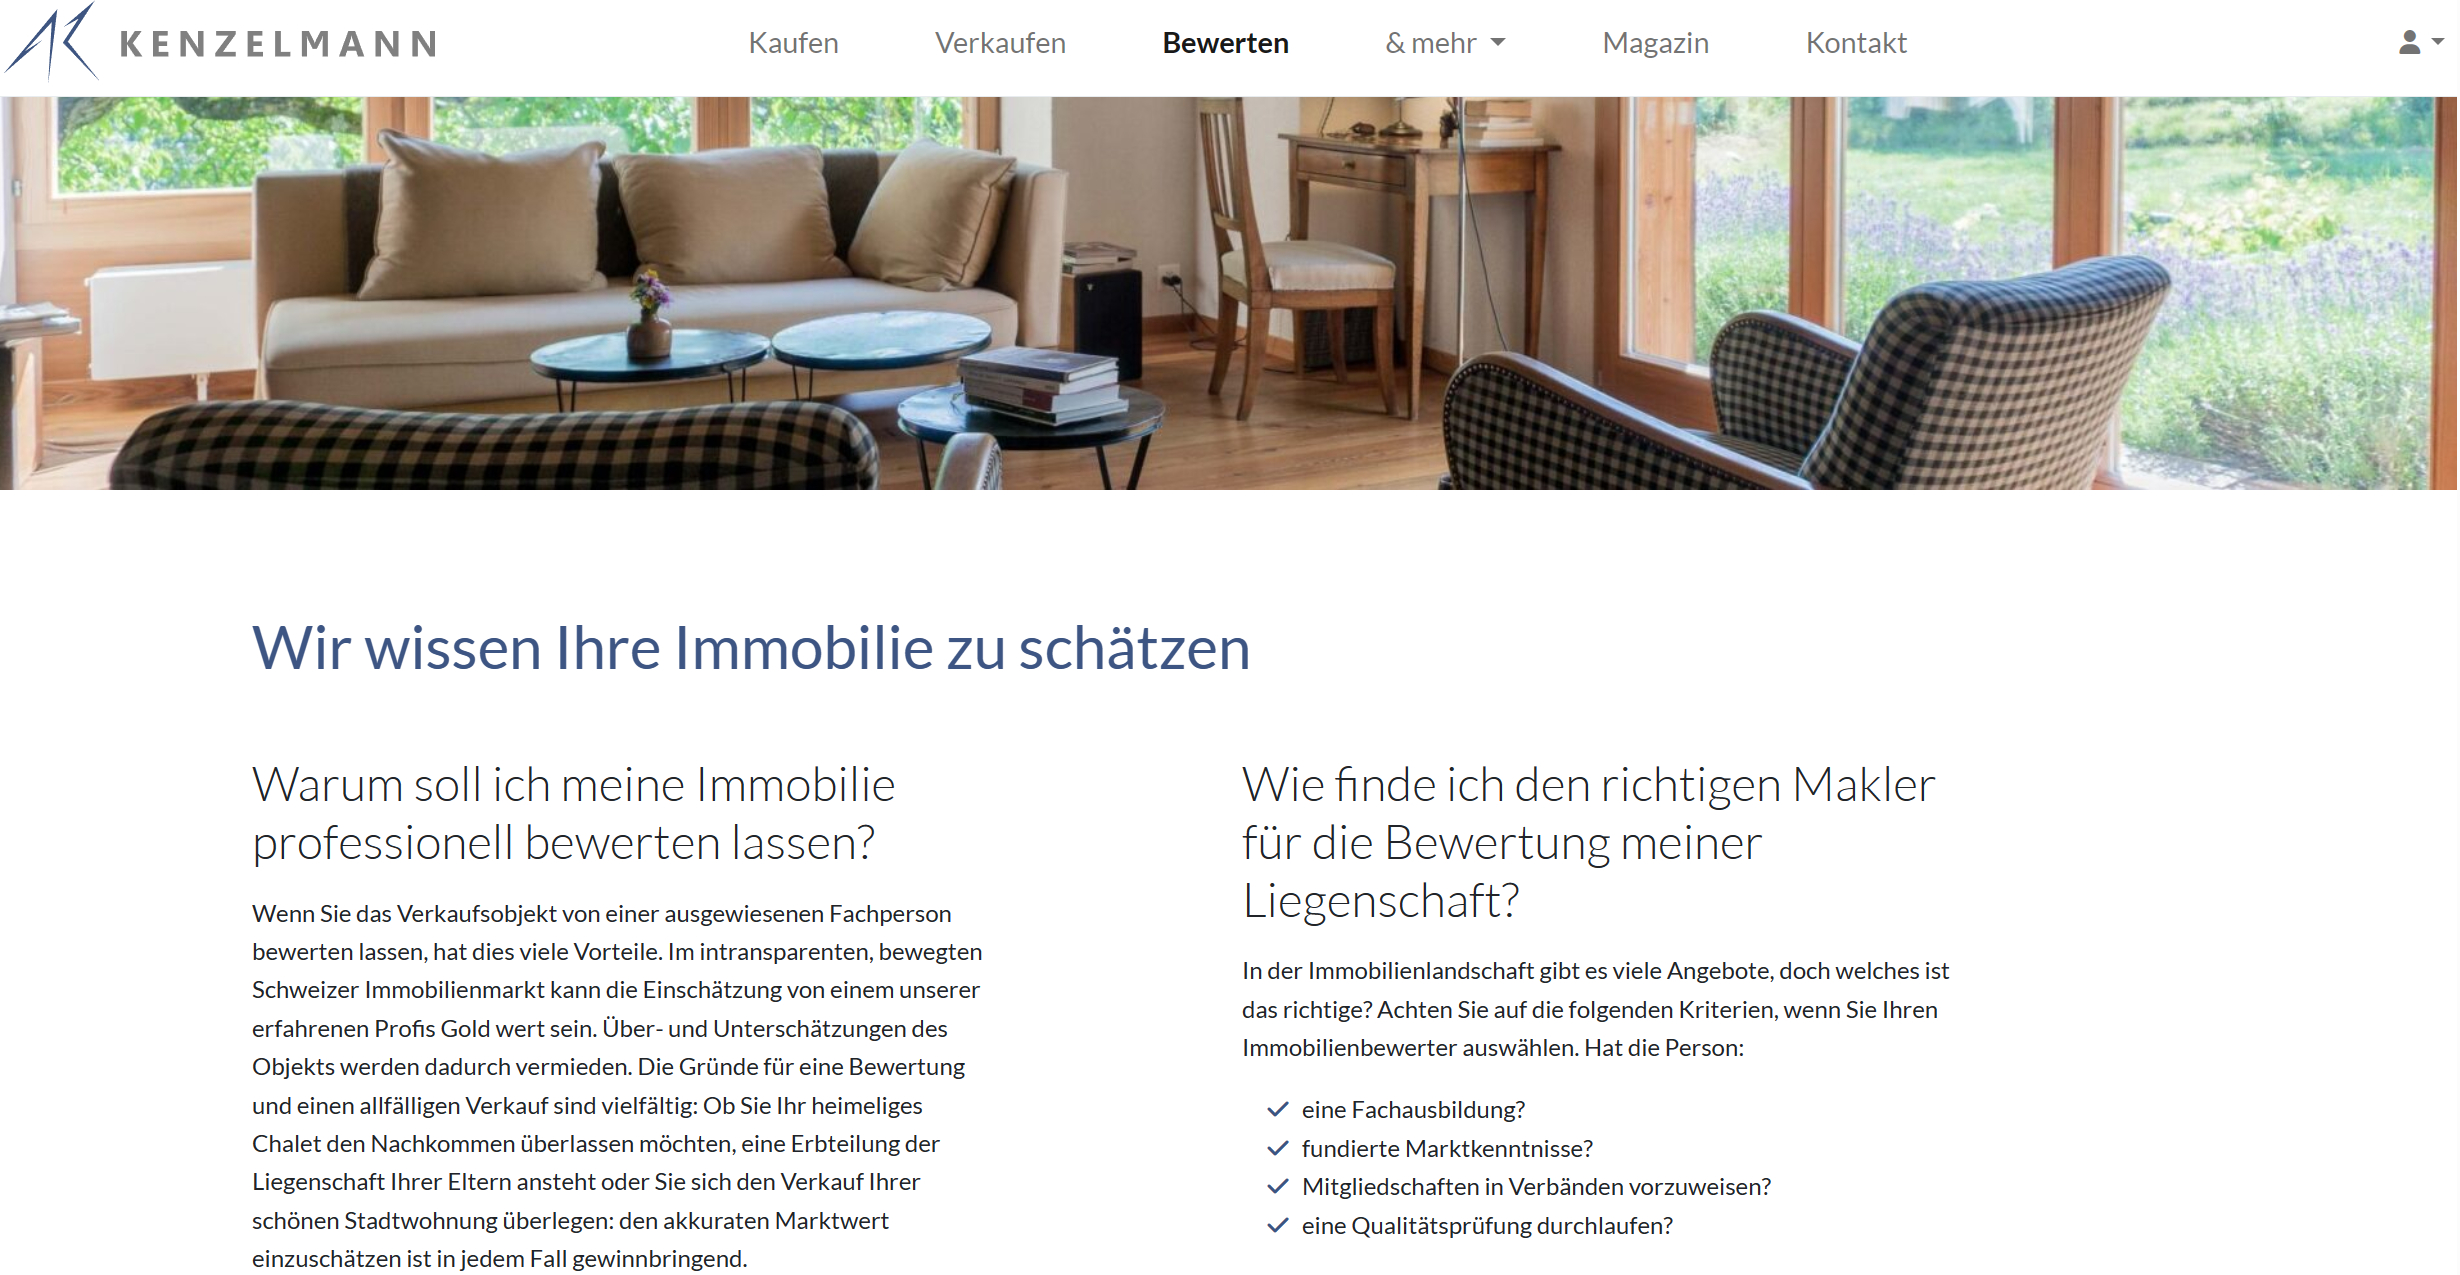 KENZELMANN
Kaufen
Verkaufen
Bewerten
& mehr
Magazin
Kontakt
Wir wissen Ihre Immobilie zu schätzen
Warum soll ich meine Immobilie
professionell bewerten lassen?
Wenn Sie das Verkaufsobjekt von einer ausgewiesenen Fachperson
bewerten lassen, hat dies viele Vorteile. Im intransparenten, bewegten
Schweizer Immobilienmarkt kann die Einschätzung von einem unserer
erfahrenen Profis Gold wert sein. Über- und Unterschätzungen des
Objekts werden dadurch vermieden. Die Gründe für eine Bewertung
und einen allfälligen Verkauf sind vielfältig: Ob Sie Ihr heimeliges
Chalet den Nachkommen überlassen möchten, eine Erbteilung der
Liegenschaft Ihrer Eltern ansteht oder Sie sich den Verkauf Ihrer
schönen Stadtwohnung überlegen: den akkuraten Marktwert
einzuschätzen ist in jedem Fall gewinnbringend.
Wie finde ich den richtigen Makler
für die Bewertung meiner
Liegenschaft?
In der Immobilienlandschaft gibt es viele Angebote, doch welches ist
das richtige? Achten Sie auf die folgenden Kriterien, wenn Sie Ihren
Immobilienbewerter auswählen. Hat die Person:
eine Fachausbildung?
fundierte Marktkenntnisse?
Mitgliedschaften in Verbänden vorzuweisen?
eine Qualitätsprüfung durchlaufen?